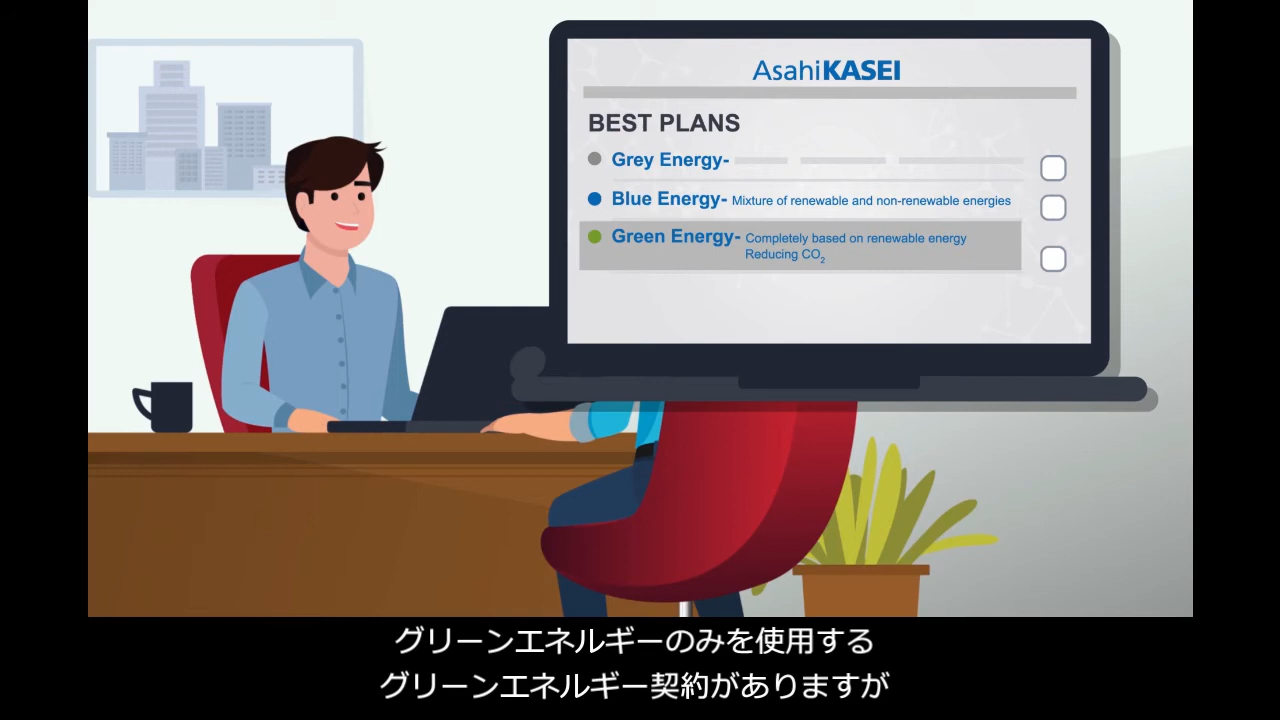 AsahiKASEI
BEST PLANS
Grey Energy-
Blue Energy- Mixture of renewable and non-renewable energies
Green Energy- Completely based on renewable energy
Reducing CO₂
グリーンエネルギーのみを使用する
グリーンエネルギー契約がありますが